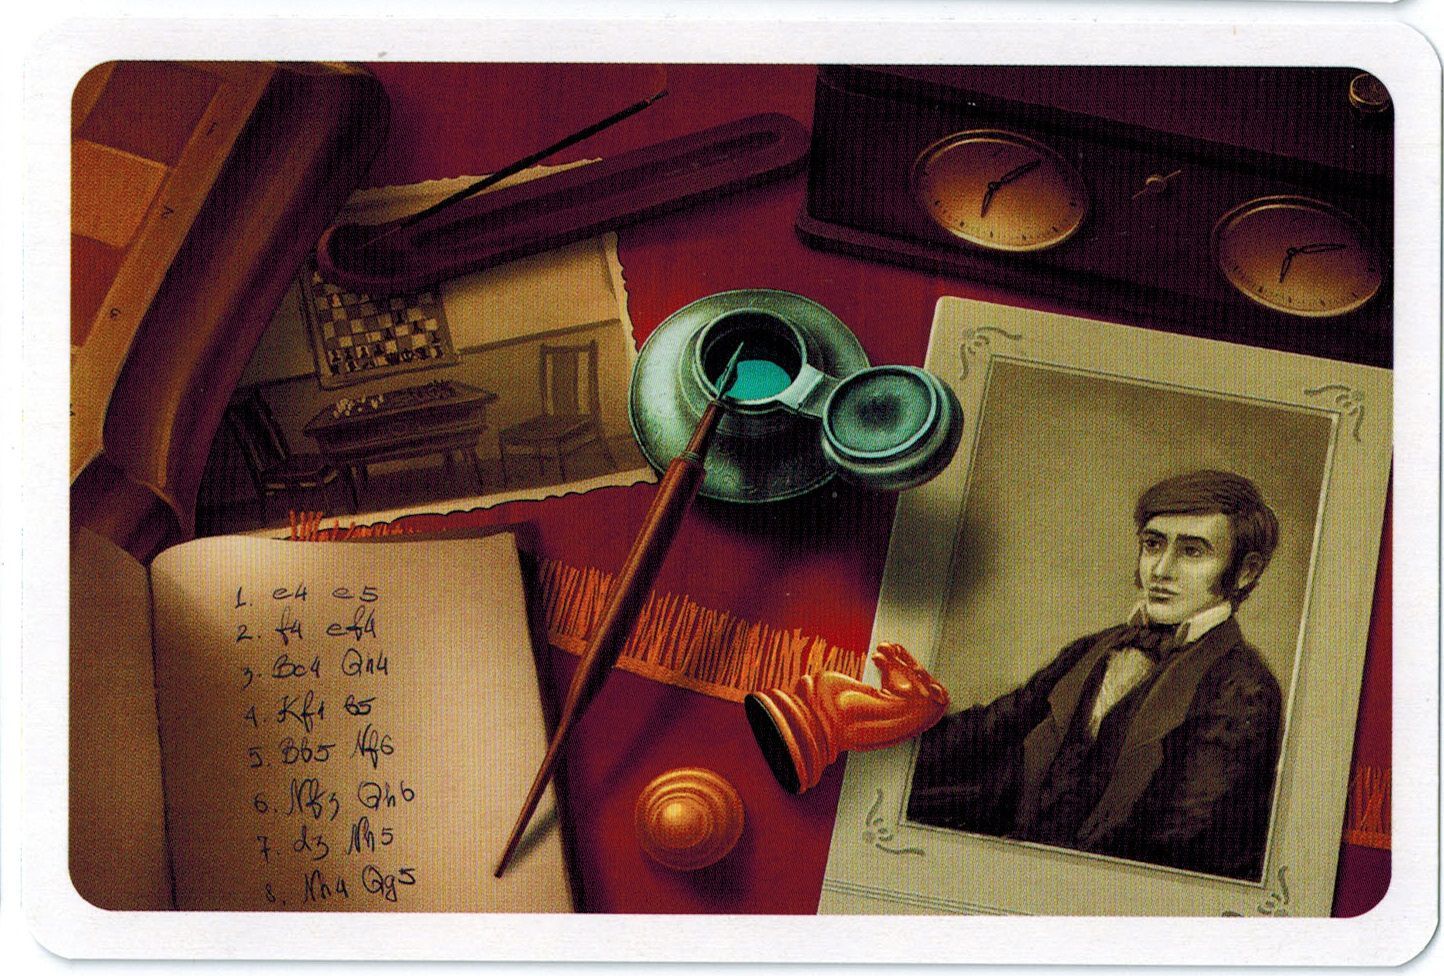 1. e4 e5
2. f4 ef4
3. Bc4 Qh4
4. Kf1 b5
5. Bb5 Nf6
6. Nf3 Qh6
7. d3 Nh5
8. Nh4 Qg5